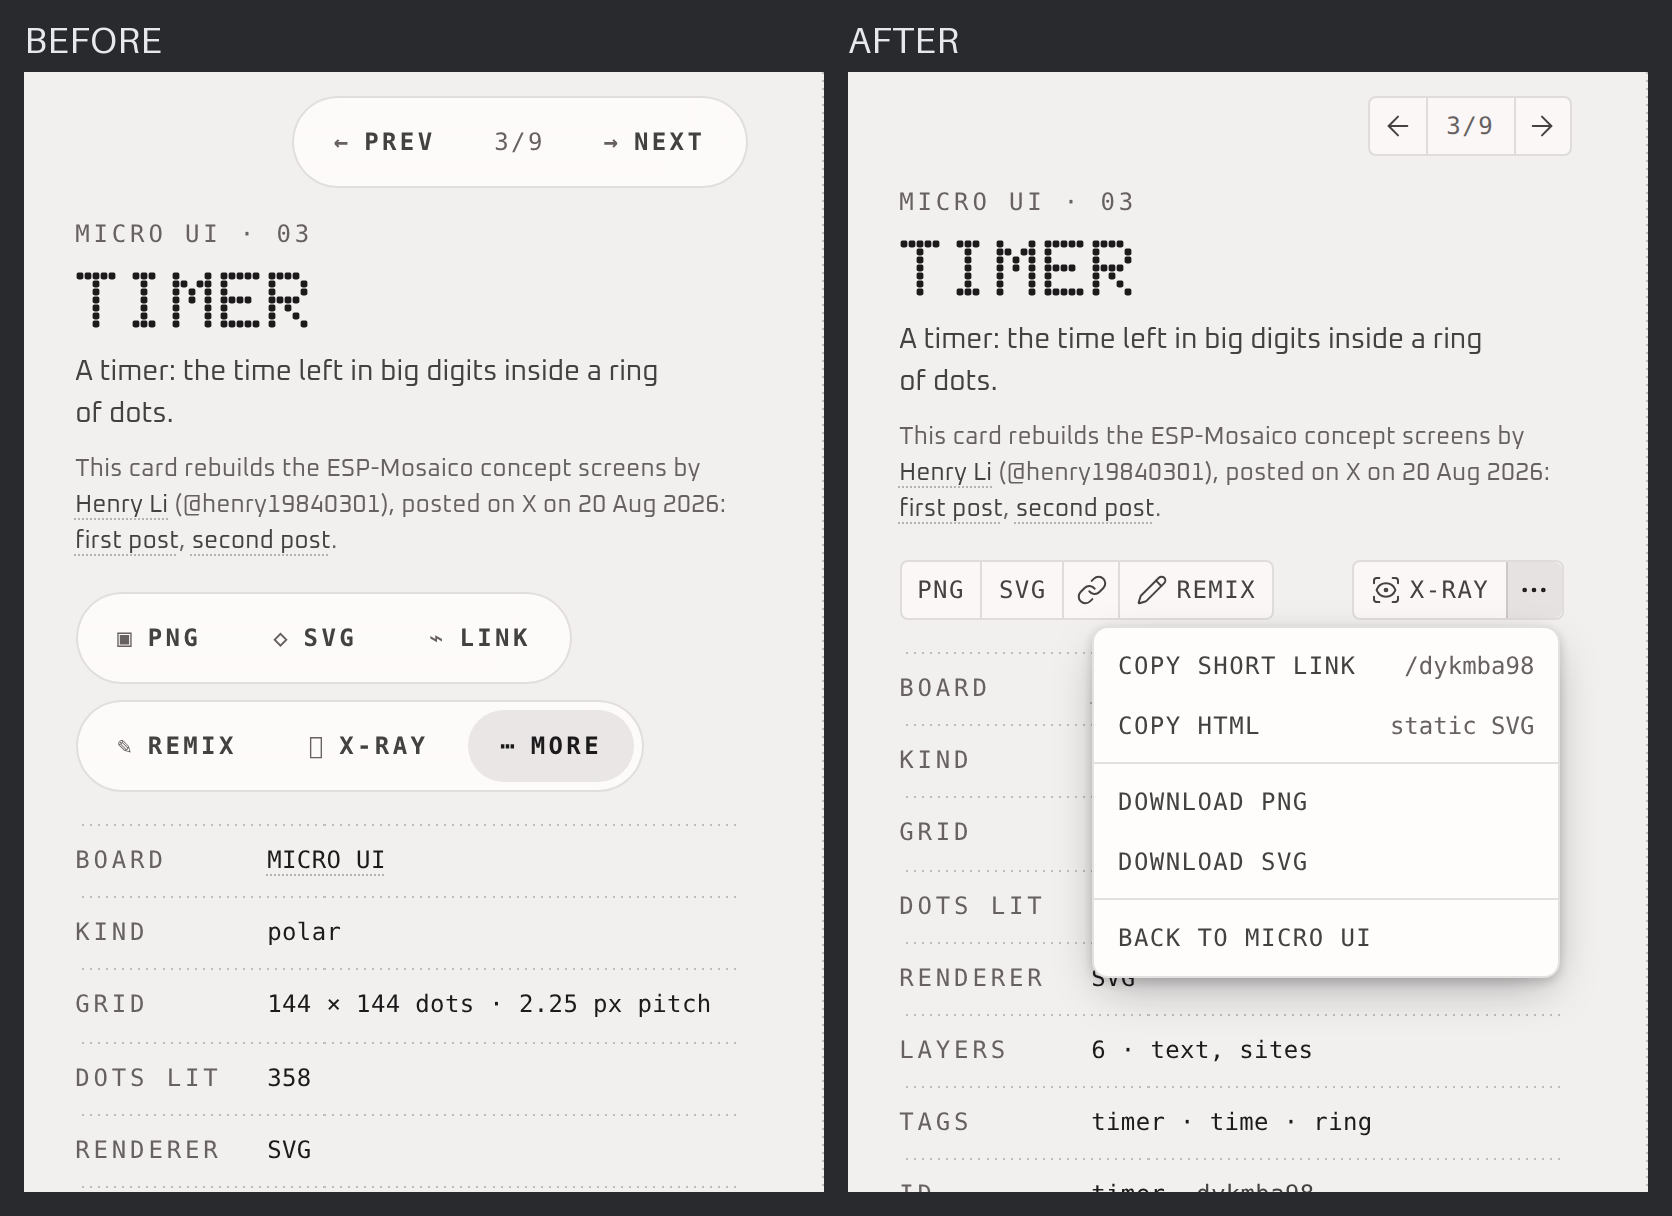 BEFORE
← PREV 3/9 → NEXT
MICRO UI · 03
TIMER
A timer: the time left in big digits inside a ring
of dots.
This card rebuilds the ESP-Mosaico concept screens by
Henry Li (@henry19840301), posted on X on 20 Aug 2026:
first post, second post.
▣ PNG ◇ SVG ⌁ LINK
✎ REMIX X-RAY ⋯ MORE
BOARD MICRO UI
KIND polar
GRID 144 × 144 dots · 2.25 px pitch
DOTS LIT 358
RENDERER SVG
AFTER
← 3/9 →
MICRO UI · 03
TIMER
A timer: the time left in big digits inside a ring
of dots.
This card rebuilds the ESP-Mosaico concept screens by
Henry Li (@henry19840301), posted on X on 20 Aug 2026:
first post, second post.
PNG SVG REMIX X-RAY ···
COPY SHORT LINK /dykmba98
COPY HTML static SVG
DOWNLOAD PNG
DOWNLOAD SVG
BACK TO MICRO UI
BOARD
KIND
GRID
DOTS LIT
RENDERER SVG
LAYERS 6 · text, sites
TAGS timer · time · ring
ID timer dykmba98